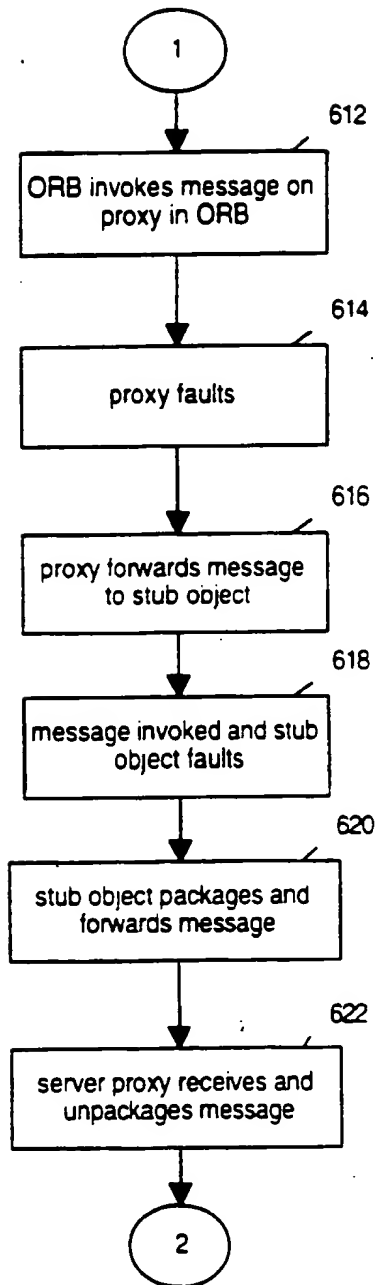 1
612
ORB invokes message on
proxy in ORB
614
proxy faults
616
proxy forwards message
to stub object
618
message invoked and stub
object faults
620
stub object packages and
forwards message
622
server proxy receives and
unpackages message
2